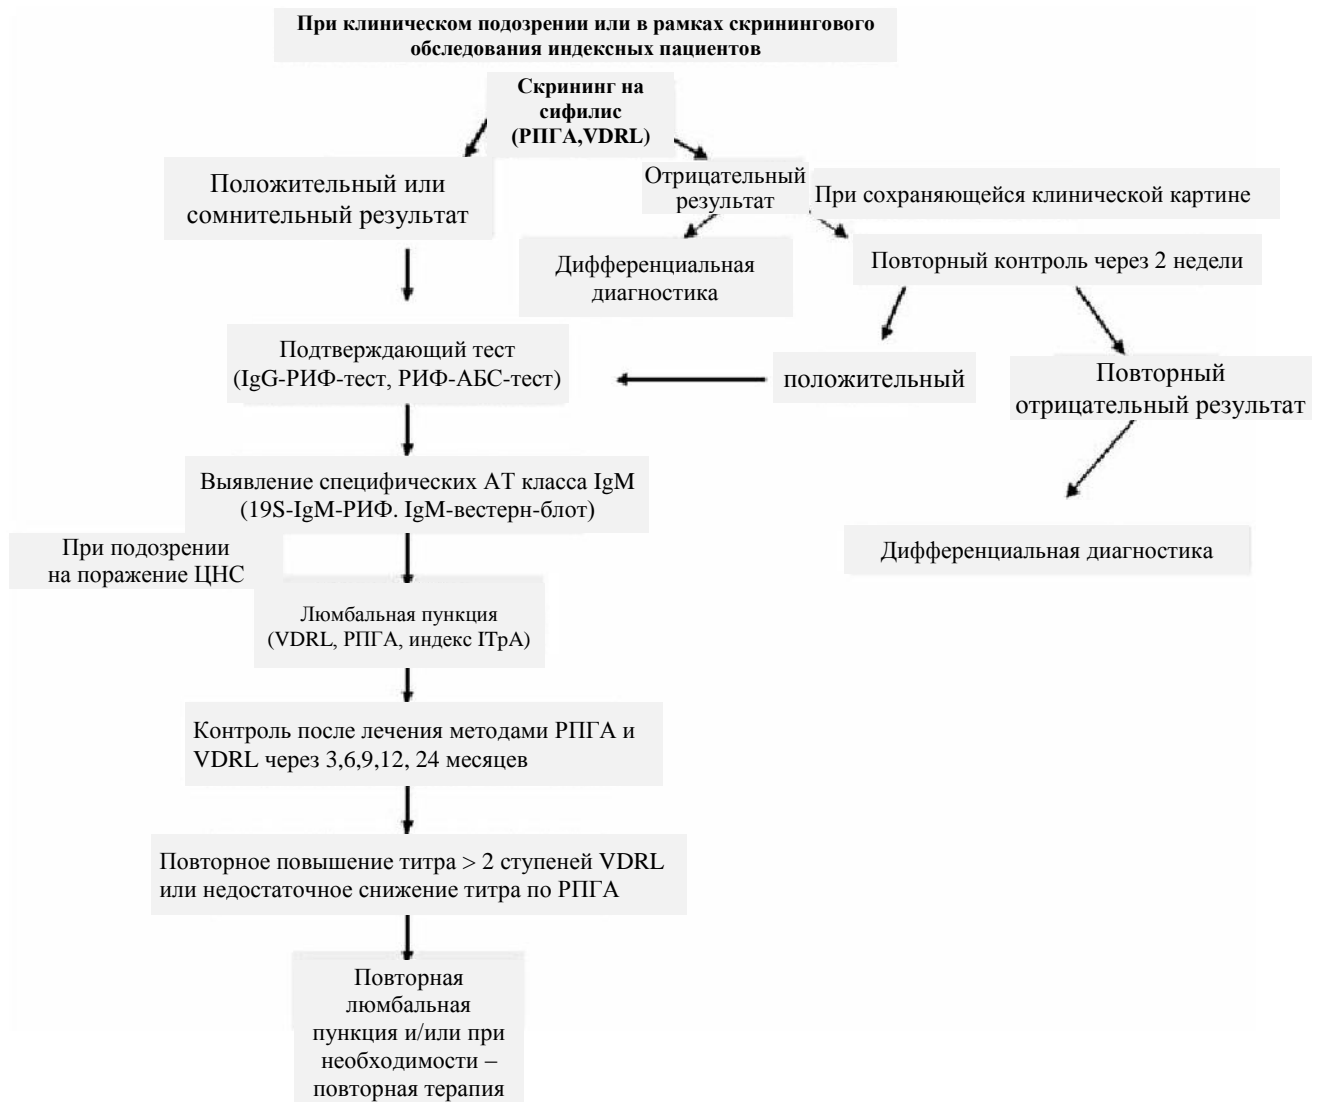 При клиническом подозрении или в рамках скринингового
обследования индексных пациентов
Скрининг на
сифилис
(РПГА,VDRL)
Положительный или
сомнительный результат
Отрицательный
результат
При сохраняющейся клинической картине
Дифференциальная
диагностика
Повторный контроль через 2 недели
Подтверждающий тест
(IgG-РИФ-тест, РИФ-АБС-тест)
положительный
Повторный
отрицательный результат
Выявление специфических АТ класса IgM
(19S-IgM-РИФ. IgM-вестерн-блот)
При подозрении
на поражение ЦНС
Дифференциальная диагностика
Люмбальная пункция
(VDRL, РПГА, индекс ITpA)
Контроль после лечения методами РПГА и
VDRL через 3,6,9,12, 24 месяцев
Повторное повышение титра > 2 ступеней VDRL
или недостаточное снижение титра по РПГА
Повторная
люмбальная
пункция и/или при
необходимости –
повторная терапия